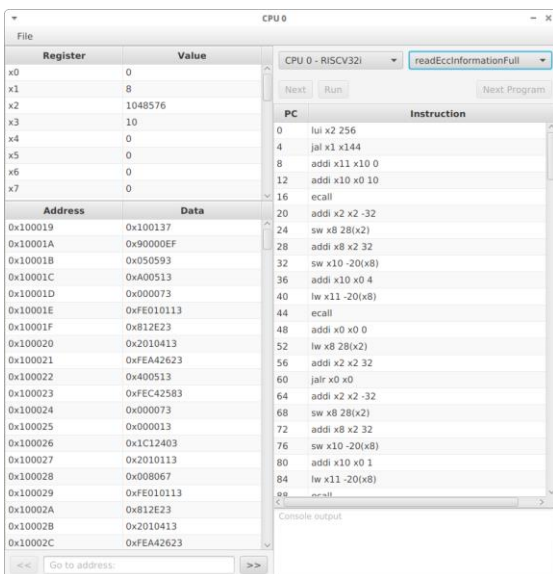 CPU 0
File
Register Value
x0 0
x1 8
x2 1048576
x3 10
x4 0
x5 0
x6 0
x7 0
Address Data
0x100019 0x100137
0x10001A 0x90000EF
0x10001B 0x050593
0x10001C 0xA00513
0x10001D 0x000073
0x10001E 0xFE010113
0x10001F 0x812E23
0x100020 0x2010413
0x100021 0xFEA42623
0x100022 0x400513
0x100023 0xFEC42583
0x100024 0x000073
0x100025 0x000013
0x100026 0x1C12403
0x100027 0x2010113
0x100028 0x008067
0x100029 0xFE010113
0x10002A 0x812E23
0x10002B 0x2010413
0x10002C 0xFEA42623
<< Go to address: >>
CPU 0 - RISCV32i readEccInformationFull
Next Run Next Program
PC Instruction
0 lui x2 256
4 jal x1 x144
8 addi x11 x10 0
12 addi x10 x0 10
16 ecall
20 addi x2 x2 -32
24 sw x8 28(x2)
28 addi x8 x2 32
32 sw x10 -20(x8)
36 addi x10 x0 4
40 lw x11 -20(x8)
44 ecall
48 addi x0 x0 0
52 lw x8 28(x2)
56 addi x2 x2 32
60 jalr x0 x0
64 addi x2 x2 -32
68 sw x8 28(x2)
72 addi x8 x2 32
76 sw x10 -20(x8)
80 addi x10 x0 1
84 lw x11 -20(x8)
88 ecall
Console output